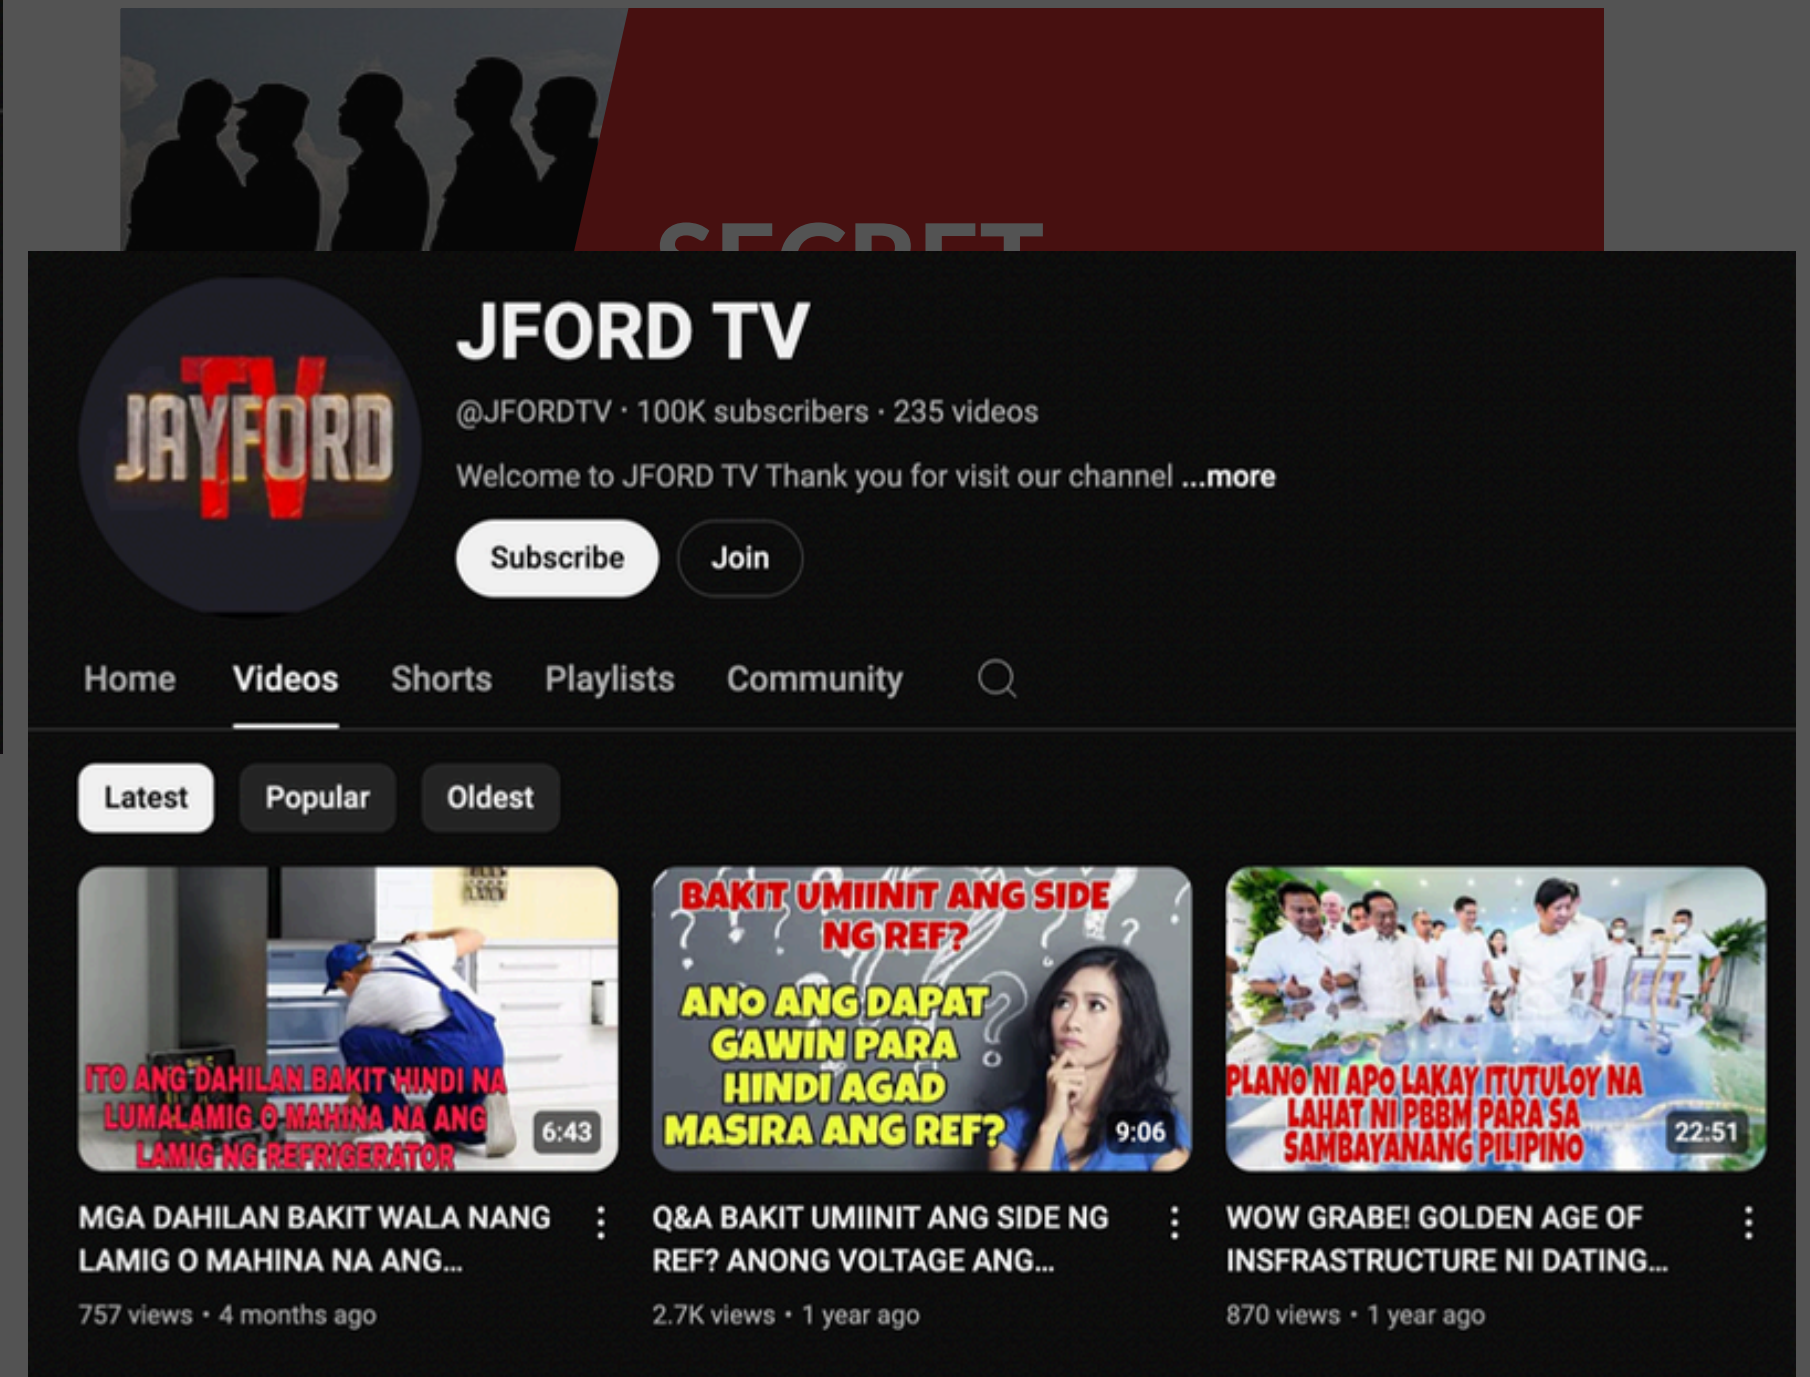 SECRET
JAYFORD
TV
JFORD TV
@JFORDTV · 100K subscribers · 235 videos
Welcome to JFORD TV Thank you for visit our channel ...more
Subscribe
Join
Home
Videos
Shorts
Playlists
Community
Latest
Popular
Oldest
ITO ANG DAHILAN BAKIT HINDI NA
LUMALAMIG O MAHINA NA ANG
LAMIG NG REFRIGERATOR
6:43
MGA DAHILAN BAKIT WALA NANG
LAMIG O MAHINA NA ANG...
757 views • 4 months ago
BAKIT UMIINIT ANG SIDE
NG REF?
ANO ANG DAPAT
GAWIN PARA
HINDI AGAD
MASIRA ANG REF?
9:06
Q&A BAKIT UMIINIT ANG SIDE NG
REF? ANONG VOLTAGE ANG...
2.7K views • 1 year ago
PLANO NI APO LAKAY ITUTULOY NA
LAHAT NI PBBM PARA SA
SAMBAYANANG PILIPINO
22:51
WOW GRABE! GOLDEN AGE OF
INSFRASTRUCTURE NI DATING...
870 views • 1 year ago